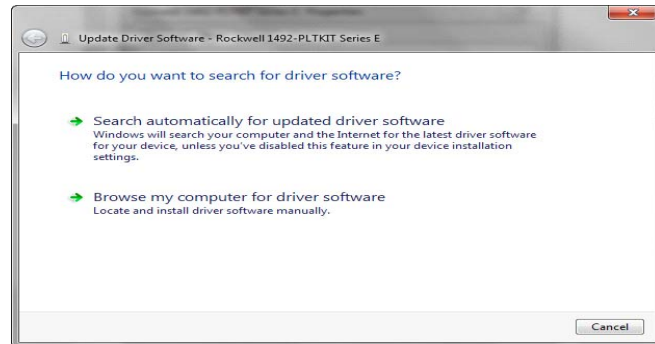 Update Driver Software - Rockwell 1492-PLTKIT Series E
How do you want to search for driver software?
Search automatically for updated driver software
Windows will search your computer and the Internet for the latest driver software
for your device, unless you've disabled this feature in your device installation
settings.
Browse my computer for driver software
Locate and install driver software manually.
Cancel